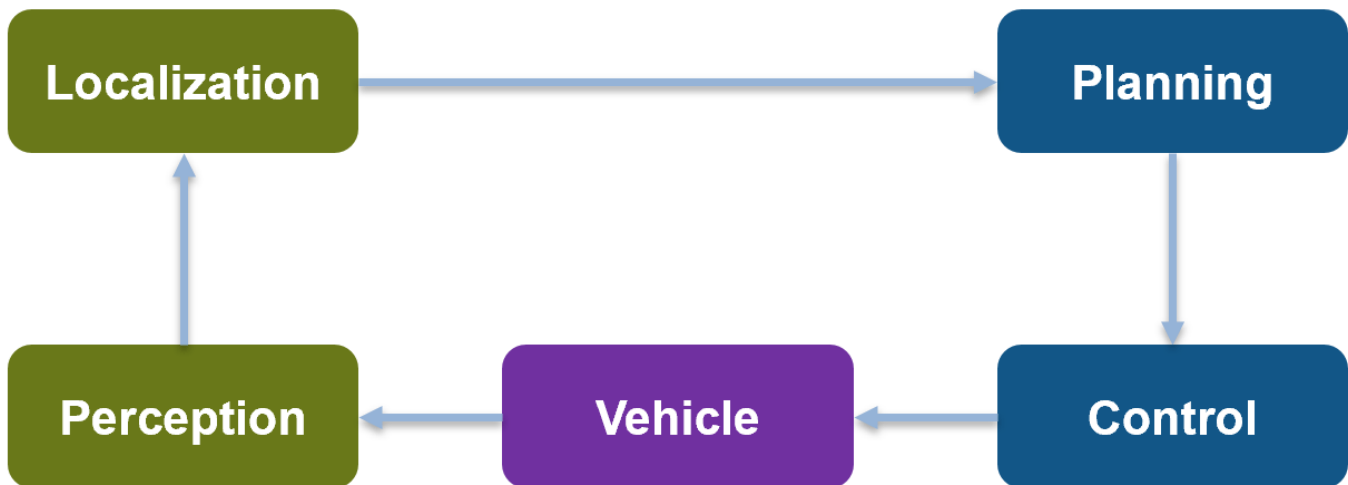 Localization
Planning
Perception
Vehicle
Control